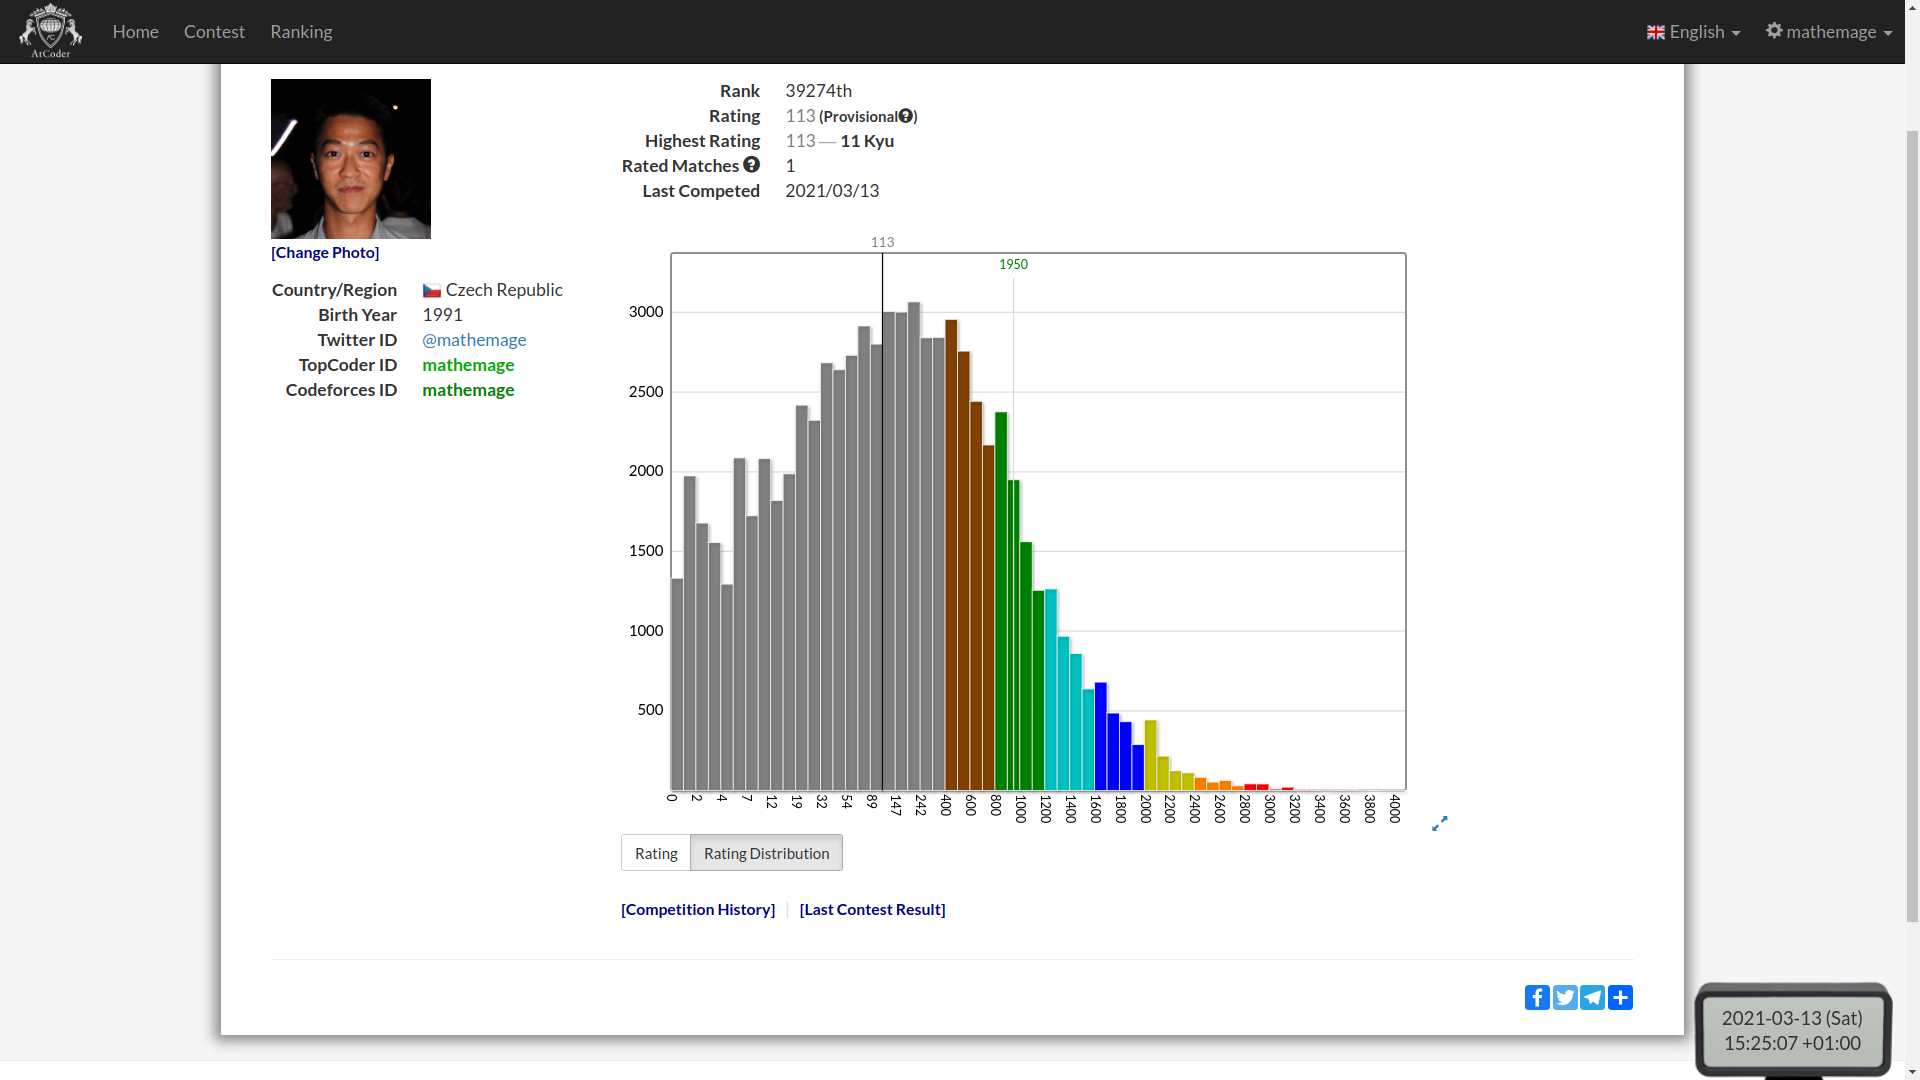 AtCoder
Home Contest Ranking
English mathemage
[Change Photo]
Country/Region Czech Republic
Birth Year 1991
Twitter ID @mathemage
TopCoder ID mathemage
Codeforces ID mathemage
Rank 39274th
Rating 113 (Provisional?)
Highest Rating 113 ― 11 Kyu
Rated Matches ? 1
Last Competed 2021/03/13
113
1950
3000
2500
2000
1500
1000
500
0 2 4 7 12 19 32 54 89 147 242 400 600 800 1000 1200 1400 1600 1800 2000 2200 2400 2600 2800 3000 3200 3400 3600 3800 4000
Rating Rating Distribution
[Competition History] [Last Contest Result]
2021-03-13 (Sat)
15:25:07 +01:00